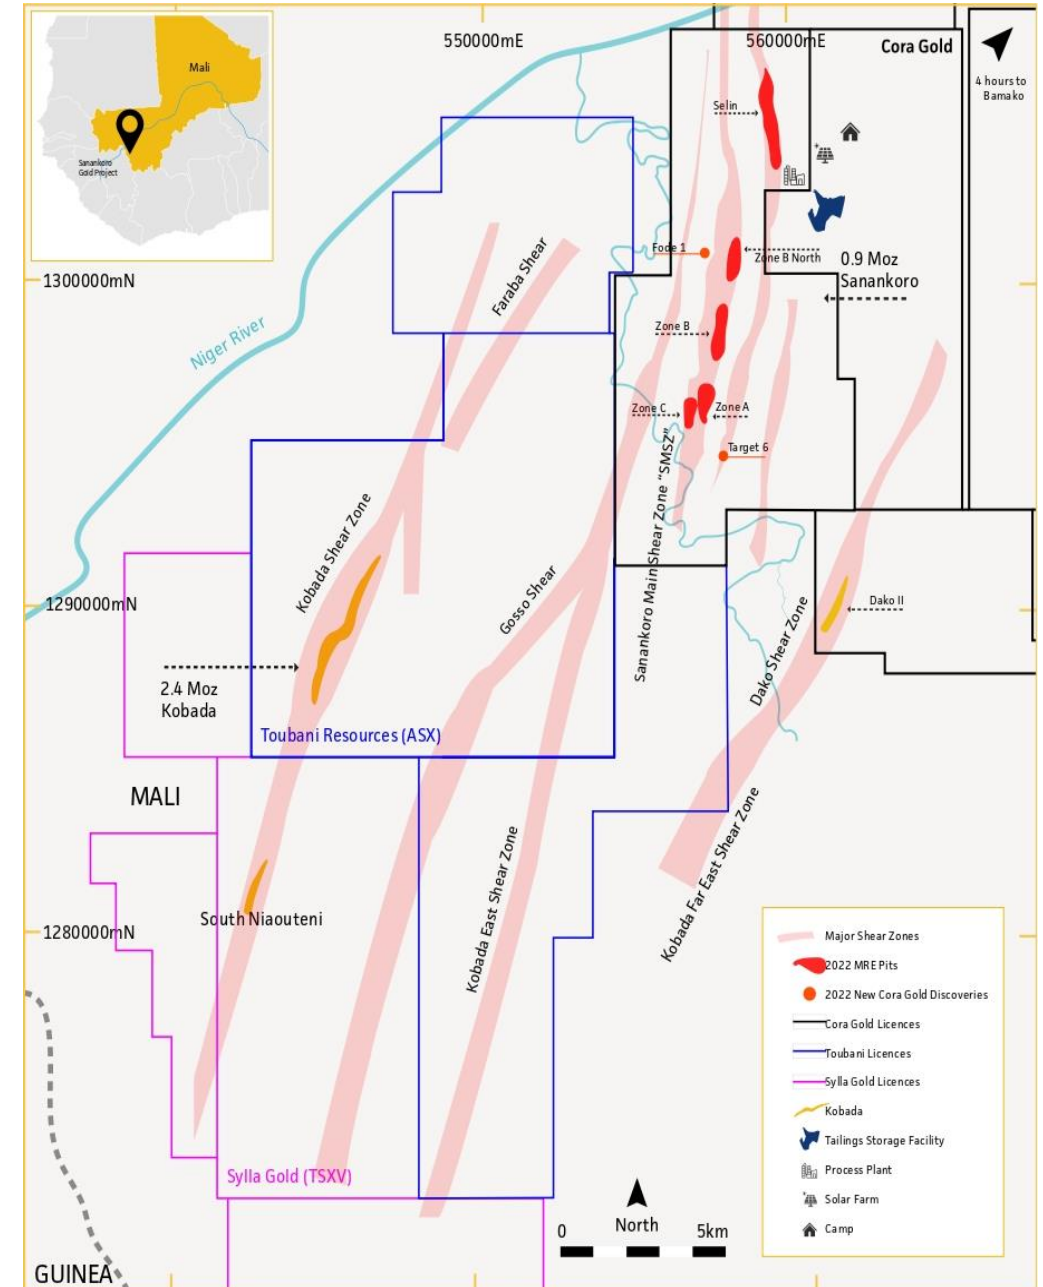 550000mE
560000mE
Cora Gold
4 hours to
Bamako
Mali
Sanankoro
Gold Project
Selin
Fode 1
Zone B North
0.9 Moz
Sanankoro
1300000mN
Faraba Shear
Niger River
Zone B
Zone C
Zone A
Target 6
Sanankoro Main Shear Zone "SMSZ"
Kobada Shear Zone
Gosso Shear
1290000mN
Dako II
Dako Shear Zone
2.4 Moz
Kobada
Toubani Resources (ASX)
MALI
Kobada East Shear Zone
Kobada Far East Shear Zone
South Niaouteni
1280000mN
Major Shear Zones
2022 MRE Pits
2022 New Cora Gold Discoveries
Cora Gold Licences
Toubani Licences
Sylla Gold Licences
Kobada
Tailings Storage Facility
Process Plant
Solar Farm
Camp
Sylla Gold (TSXV)
0
North
5km
GUINEA